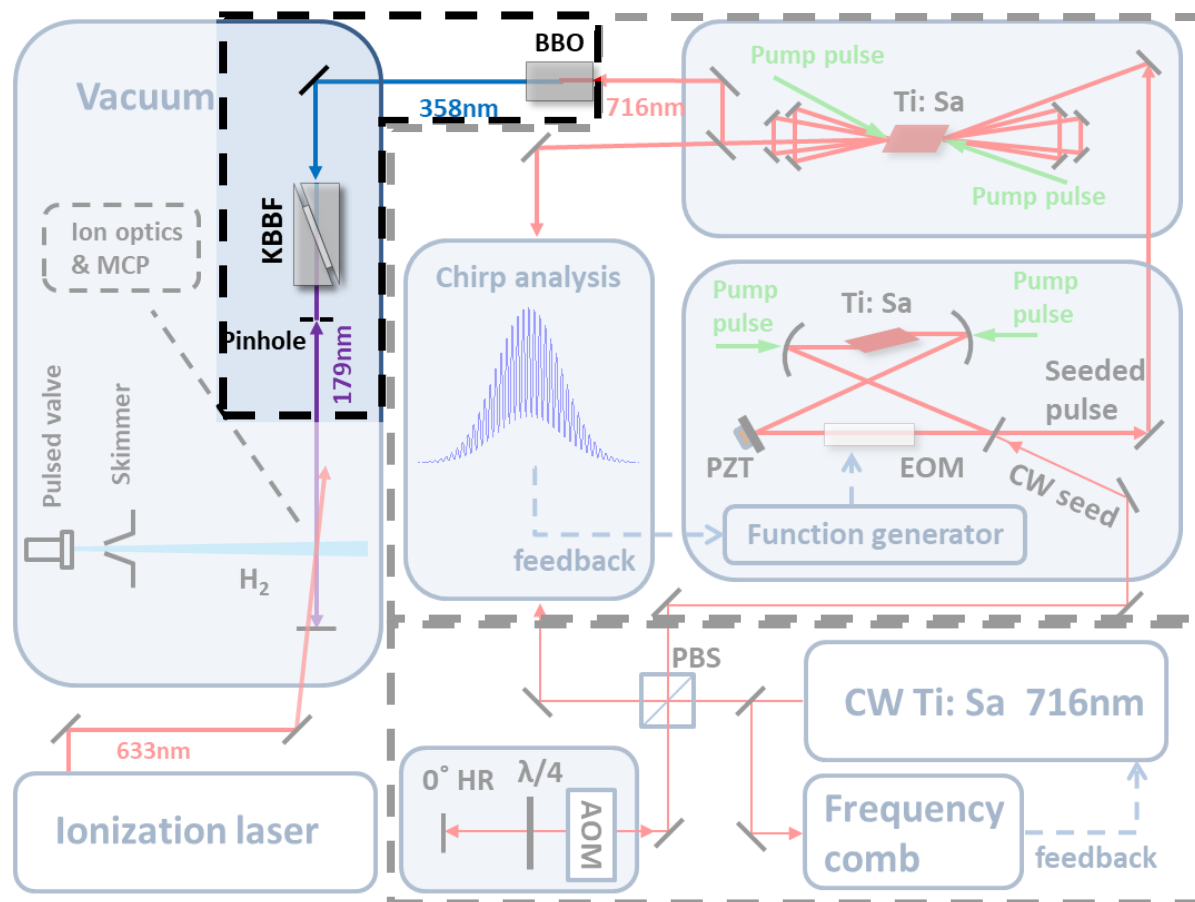 Vacuum
BBO
358nm
716nm
Pump pulse
Ti: Sa
Pump pulse
KBBF
Pinhole
179nm
Ion optics
& MCP
Pulsed valve
Skimmer
H₂
Chirp analysis
feedback
Pump
pulse
Ti: Sa
Pump
pulse
Seeded
pulse
PZT
EOM
CW seed
Function generator
PBS
CW Ti: Sa 716nm
633nm
Ionization laser
0° HR
λ/4
AOM
Frequency
comb
feedback